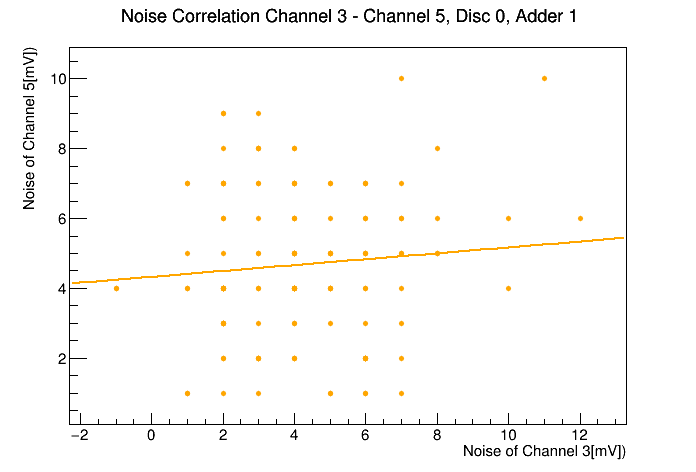 Noise Correlation Channel 3 - Channel 5, Disc 0, Adder 1
Noise of Channel 5[mV])
10
8
6
4
2
−2 0 2 4 6 8 10 12
Noise of Channel 3[mV])